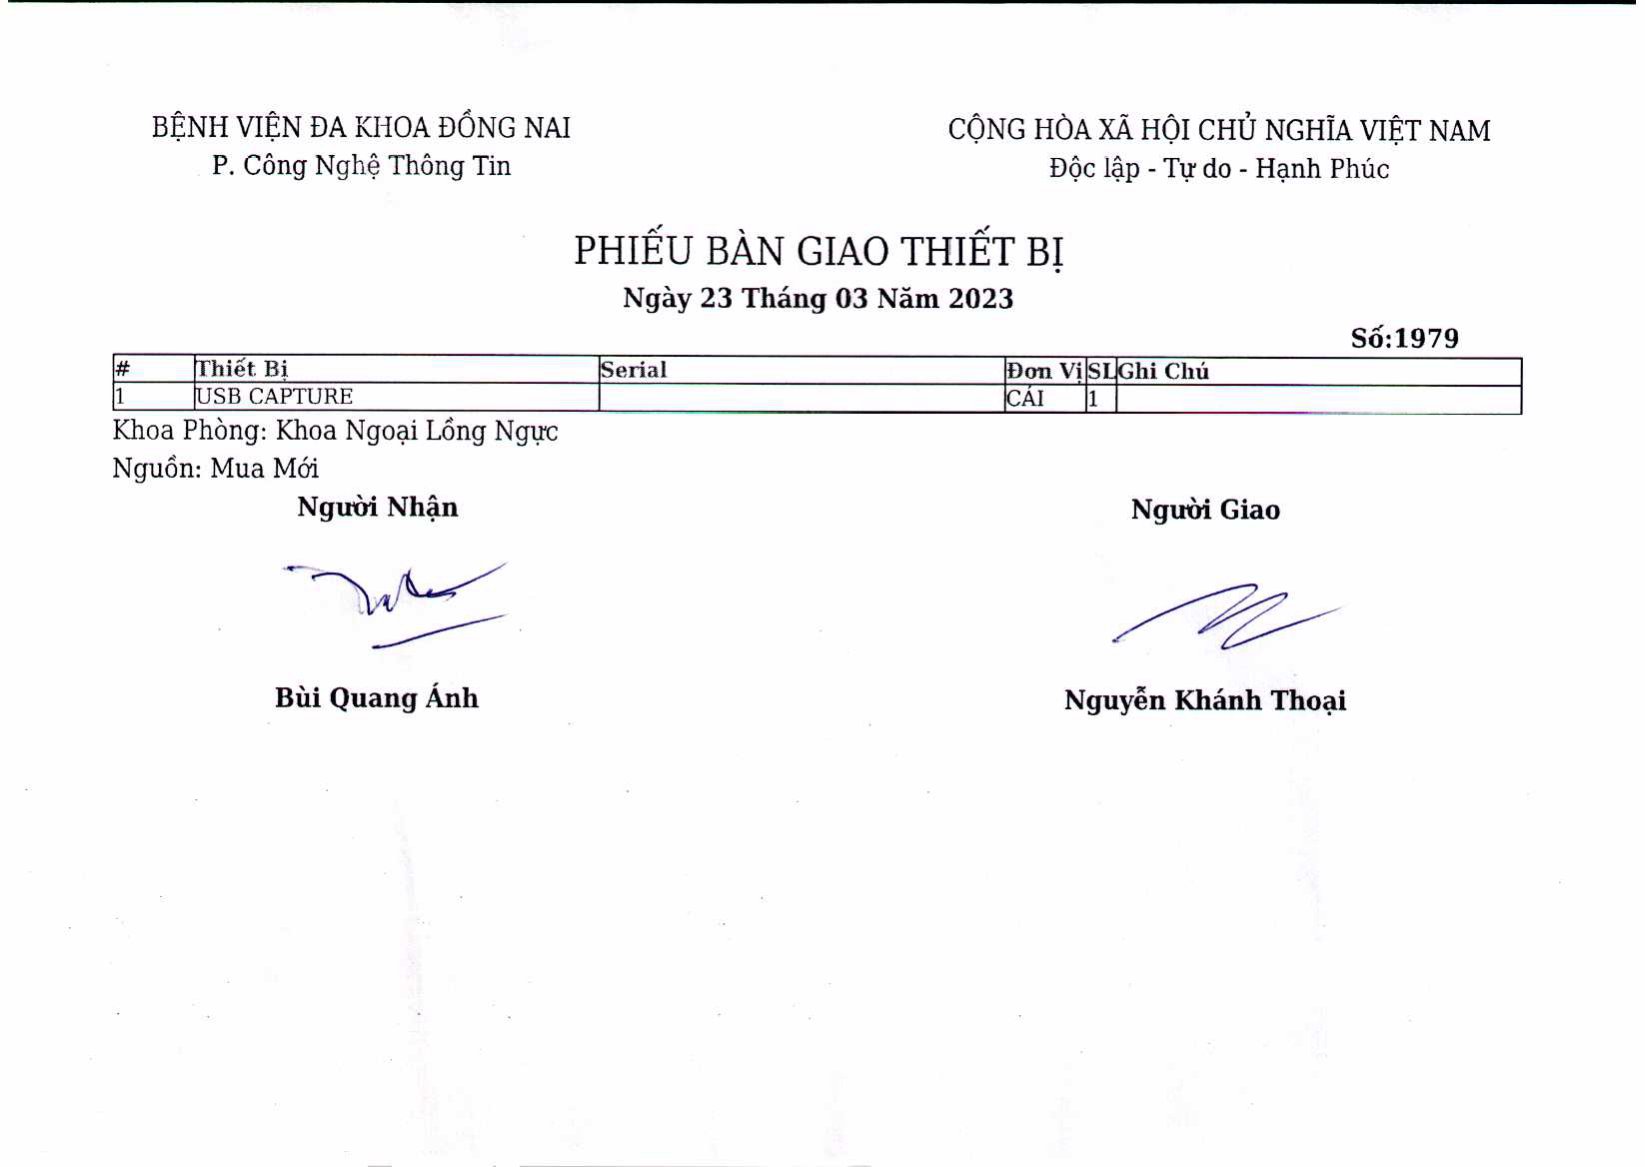 BỆNH VIỆN ĐA KHOA ĐỒNG NAI
P. Công Nghệ Thông Tin
CỘNG HÒA XÃ HỘI CHỦ NGHĨA VIỆT NAM
Độc lập - Tự do - Hạnh Phúc
PHIẾU BÀN GIAO THIẾT BỊ
Ngày 23 Tháng 03 Năm 2023
Số:1979
# Thiết Bị Serial Đơn Vị SL Ghi Chú
1 USB CAPTURE CÁI 1
Khoa Phòng: Khoa Ngoại Lồng Ngực
Nguồn: Mua Mới
Người Nhận Người Giao
Bùi Quang Ánh Nguyễn Khánh Thoại